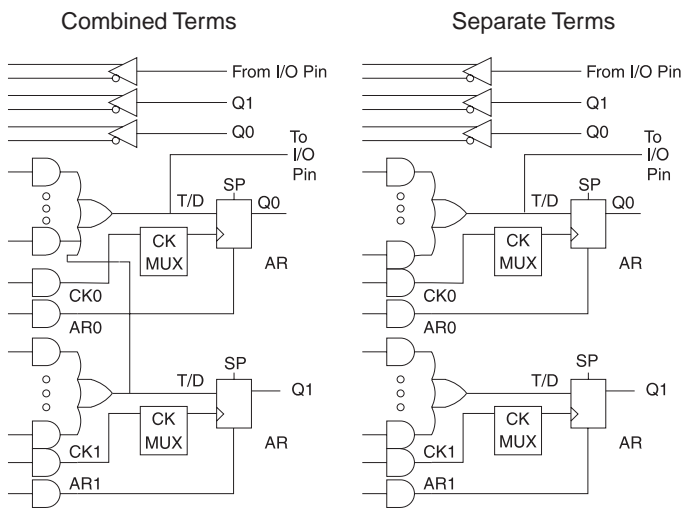 Combined Terms
From I/O Pin
Q1
Q0
To
I/O
Pin
SP
T/D
Q0
CK
MUX
AR
CK0
AR0
SP
T/D
Q1
CK
MUX
AR
CK1
AR1
Separate Terms
From I/O Pin
Q1
Q0
To
I/O
Pin
SP
T/D
Q0
CK
MUX
AR
CK0
AR0
SP
T/D
Q1
CK
MUX
AR
CK1
AR1